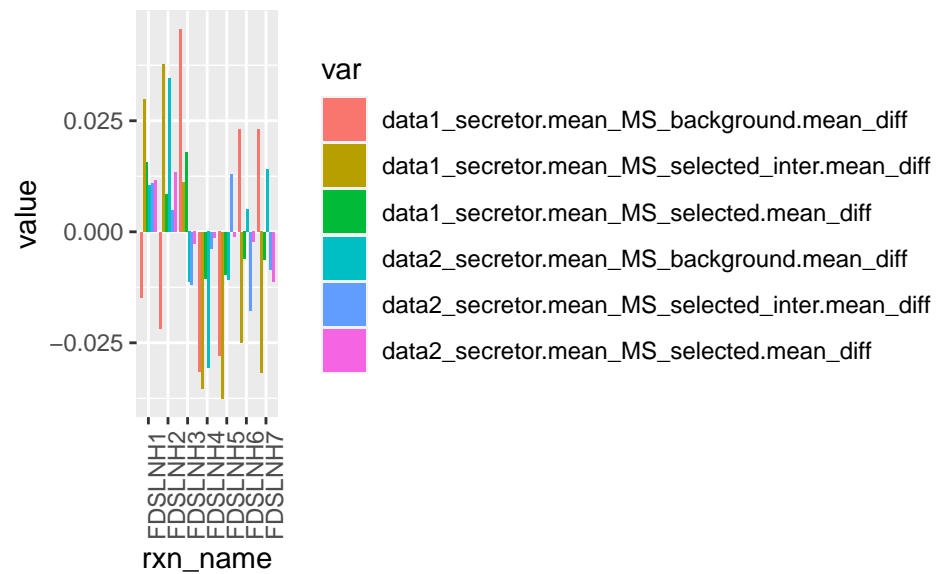 value
0.025
0.000
−0.025
FDSLNH1
FDSLNH2
FDSLNH3
FDSLNH4
FDSLNH5
FDSLNH6
FDSLNH7
rxn_name
var
data1_secretor.mean_MS_background.mean_diff
data1_secretor.mean_MS_selected_inter.mean_diff
data1_secretor.mean_MS_selected.mean_diff
data2_secretor.mean_MS_background.mean_diff
data2_secretor.mean_MS_selected_inter.mean_diff
data2_secretor.mean_MS_selected.mean_diff